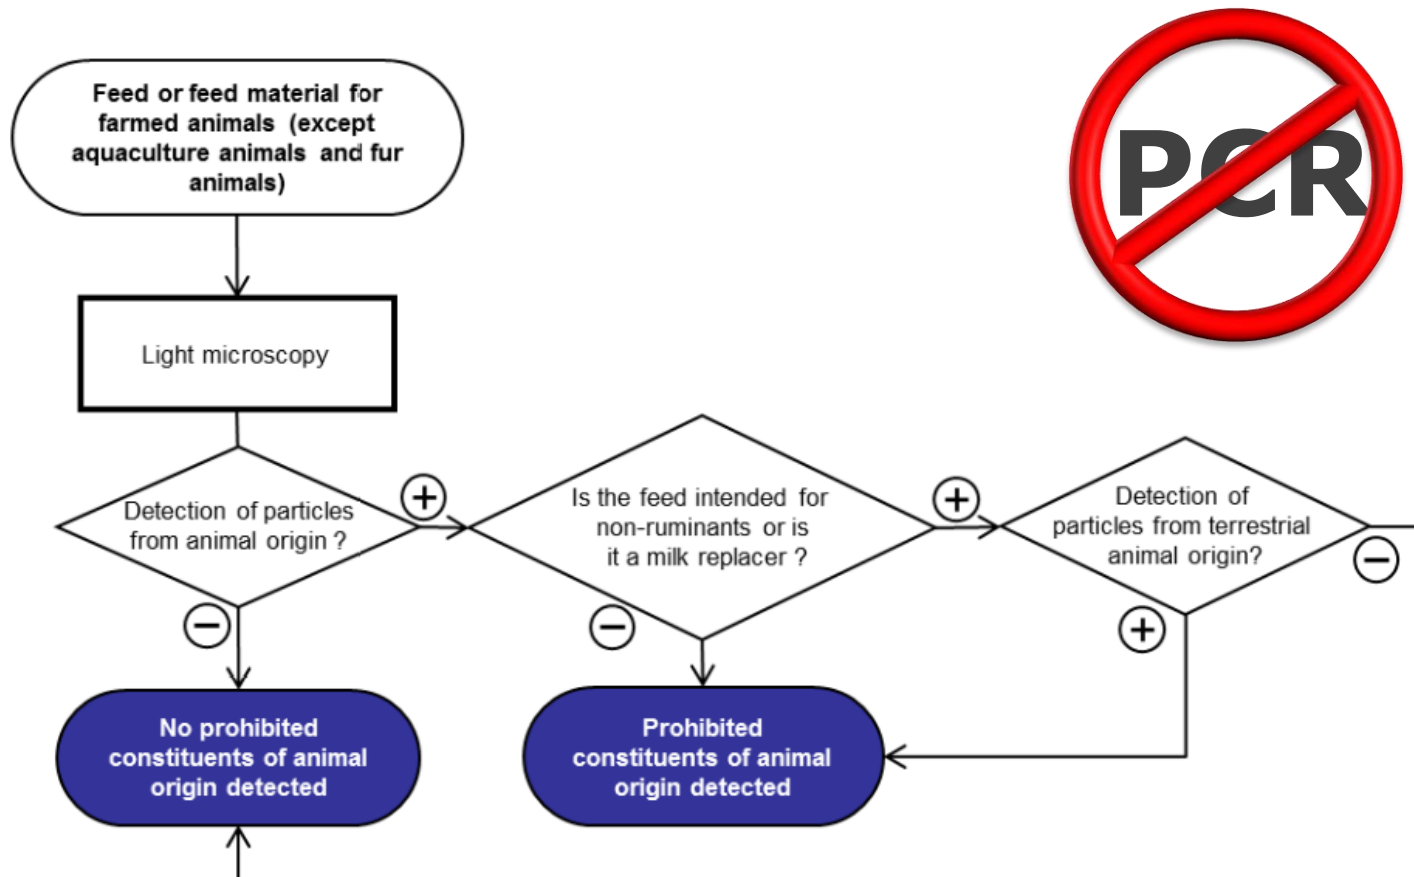 Feed or feed material for
farmed animals (except
aquaculture animals and fur
animals)
PCR
Light microscopy
Detection of particles
from animal origin ?
+
Is the feed intended for
non-ruminants or is
it a milk replacer ?
+
Detection of
particles from terrestrial
animal origin?
−
−
−
+
No prohibited
constituents of animal
origin detected
Prohibited
constituents of animal
origin detected